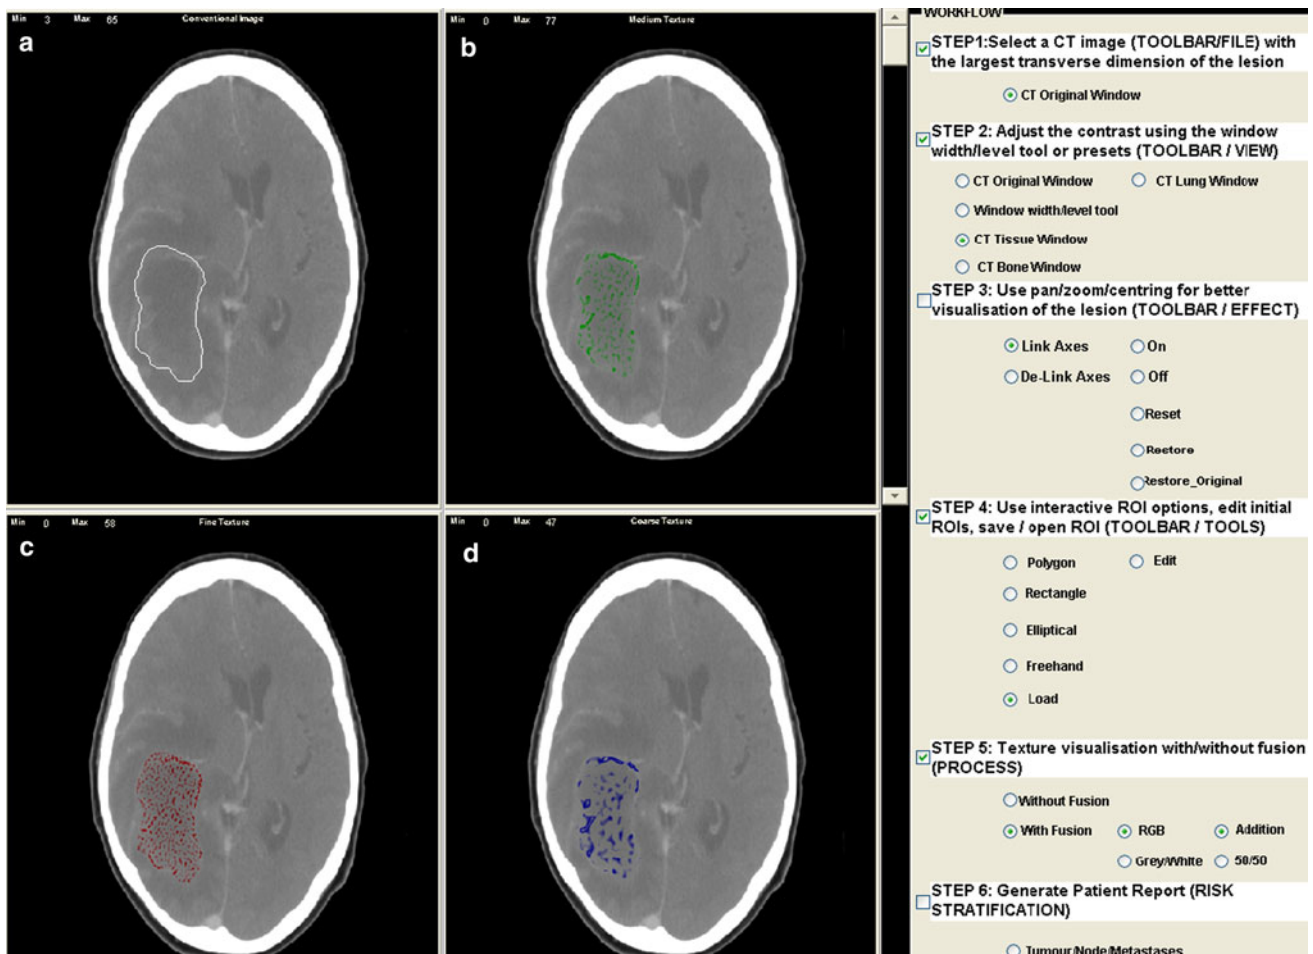 Min 3 Max 65 Conventional Image
a
Min 0 Max 77 Medium Texture
b
Min 0 Max 58 Fine Texture
c
Min 0 Max 47 Coarse Texture
d
WORKFLOW
STEP1:Select a CT image (TOOLBAR/FILE) with
the largest transverse dimension of the lesion
CT Original Window
STEP 2: Adjust the contrast using the window
width/level tool or presets (TOOLBAR / VIEW)
CT Original Window CT Lung Window
Window width/level tool
CT Tissue Window
CT Bone Window
STEP 3: Use pan/zoom/centring for better
visualisation of the lesion (TOOLBAR / EFFECT)
Link Axes On
De-Link Axes Off
Reset
Restore
Restore_Original
STEP 4: Use interactive ROI options, edit initial
ROIs, save / open ROI (TOOLBAR / TOOLS)
Polygon Edit
Rectangle
Elliptical
Freehand
Load
STEP 5: Texture visualisation with/without fusion
(PROCESS)
Without Fusion
With Fusion RGB Addition
Grey/White 50/50
STEP 6: Generate Patient Report (RISK
STRATIFICATION)
Tumour/Node/Metastases